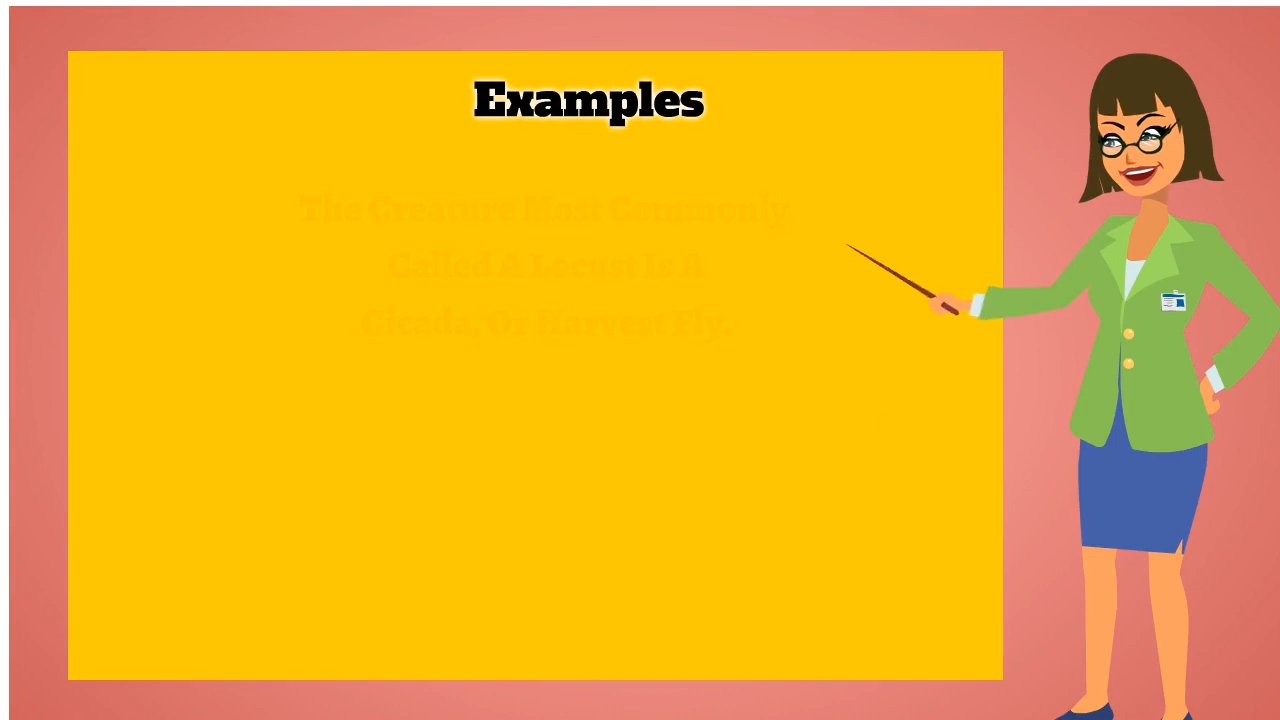 Examples
The Creature Most Commonly
Called A Locust Is A
Cicada, Or Harvest Fly.